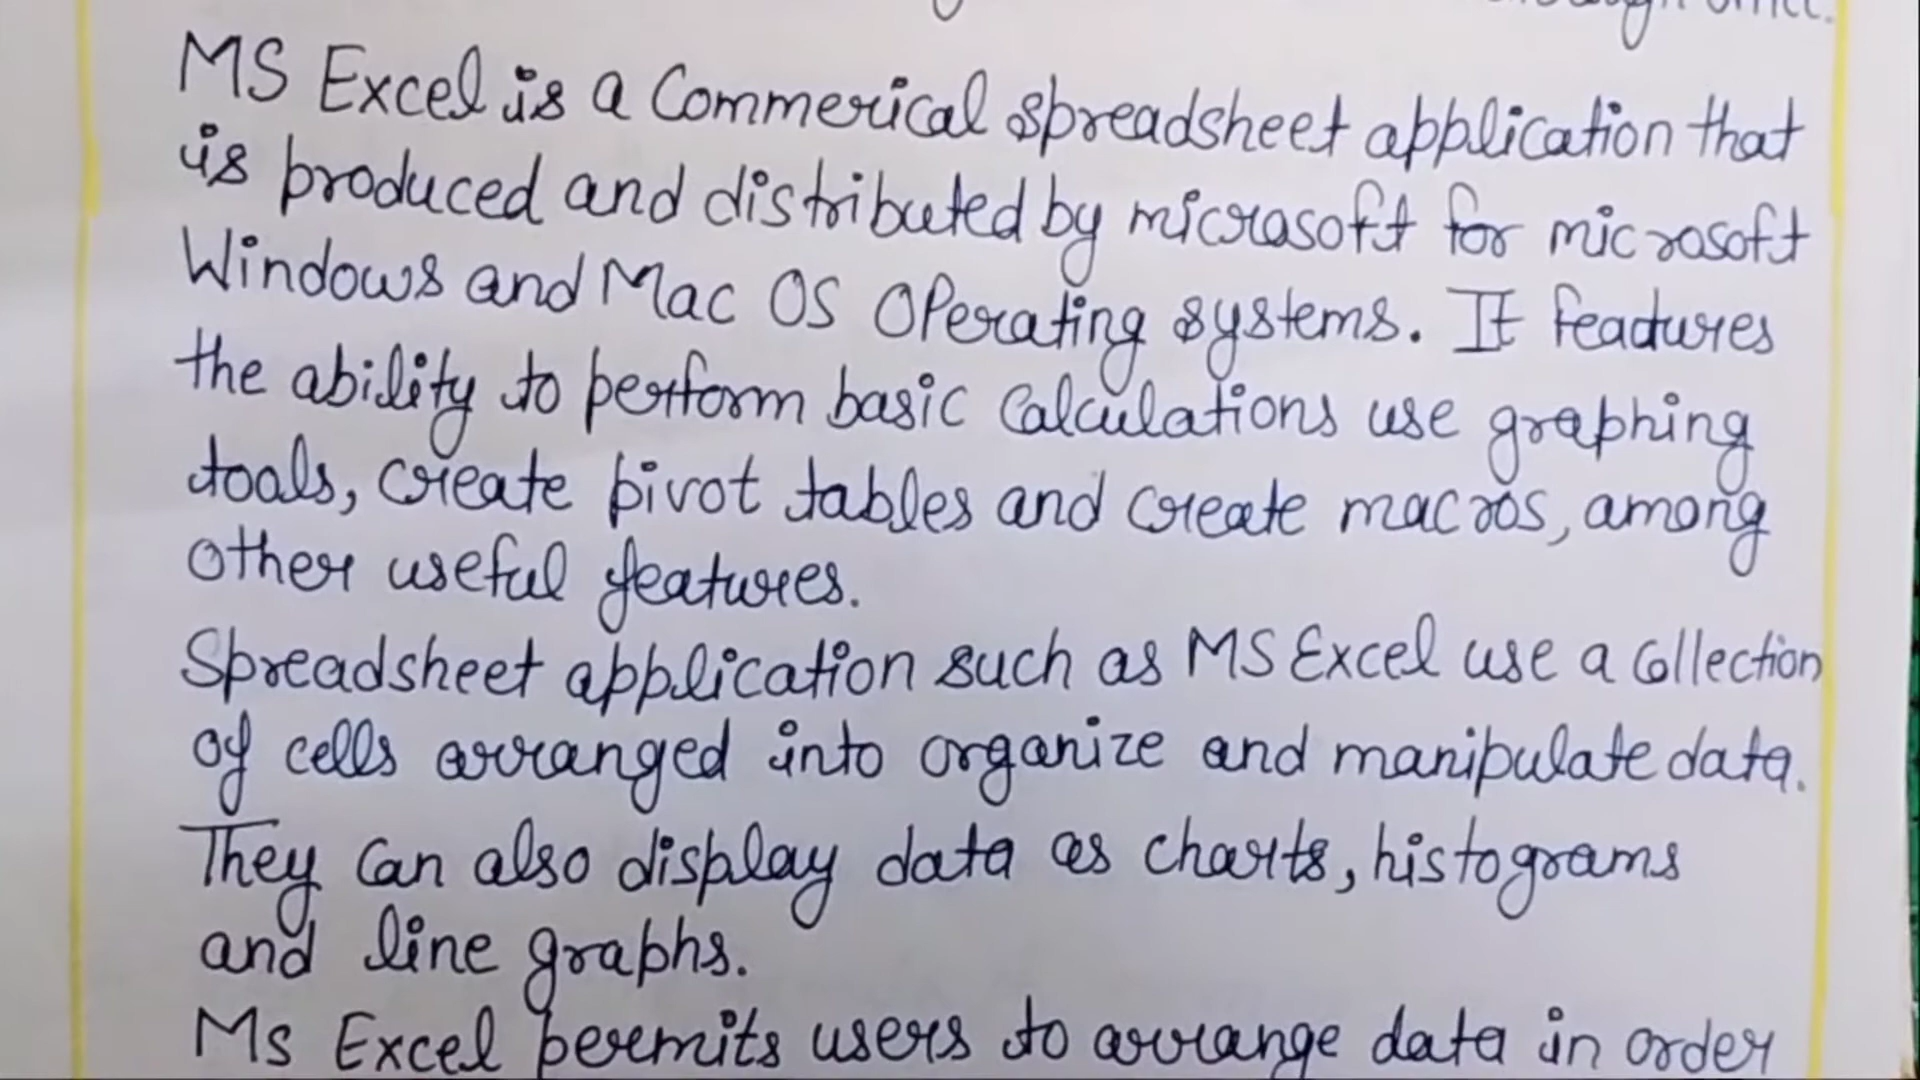 MS Excel is a Commerical spreadsheet application that
is produced and distributed by microsoft for microsoft
Windows and Mac OS Operating systems. It features
the ability to perform basic Calculations use graphing
tools, create pivot tables and create macros, among
other useful features.
Spreadsheet application such as MS Excel use a Collection
of cells arranged into organize and manipulate data.
They Can also display data as charts, histograms
and line graphs.
Ms Excel permits users to arrange data in order